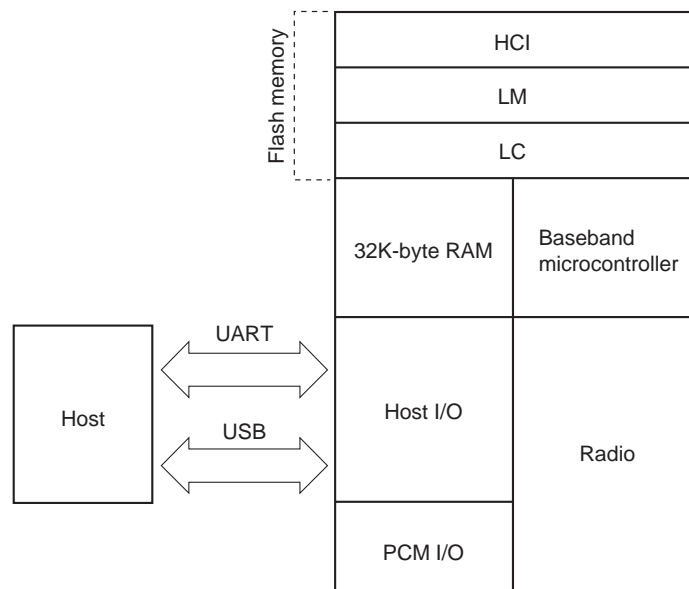 HCI
LM
LC
Flash memory
32K-byte RAM
Baseband
microcontroller
UART
USB
Host
Host I/O
Radio
PCM I/O